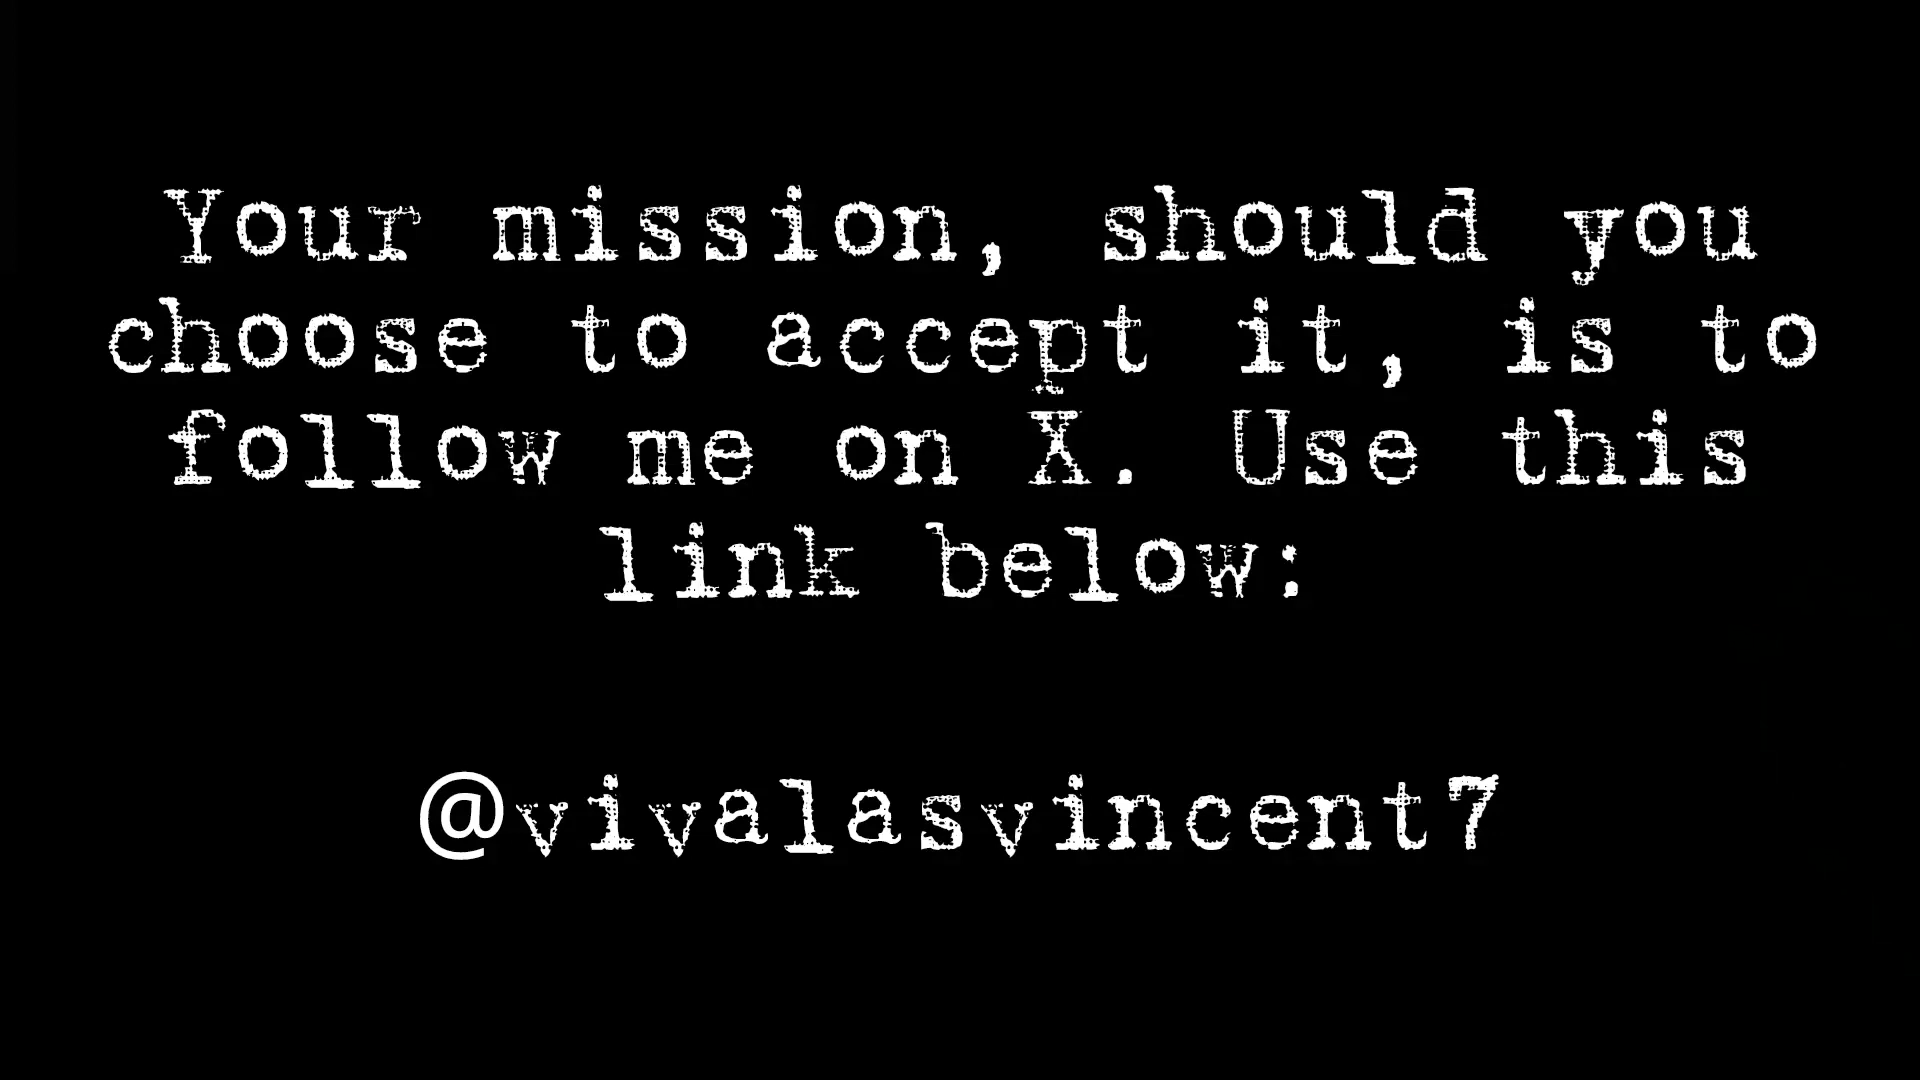 Your mission, should you
choose to accept it, is to
follow me on X. Use this
link below:
@vivalasvincent7